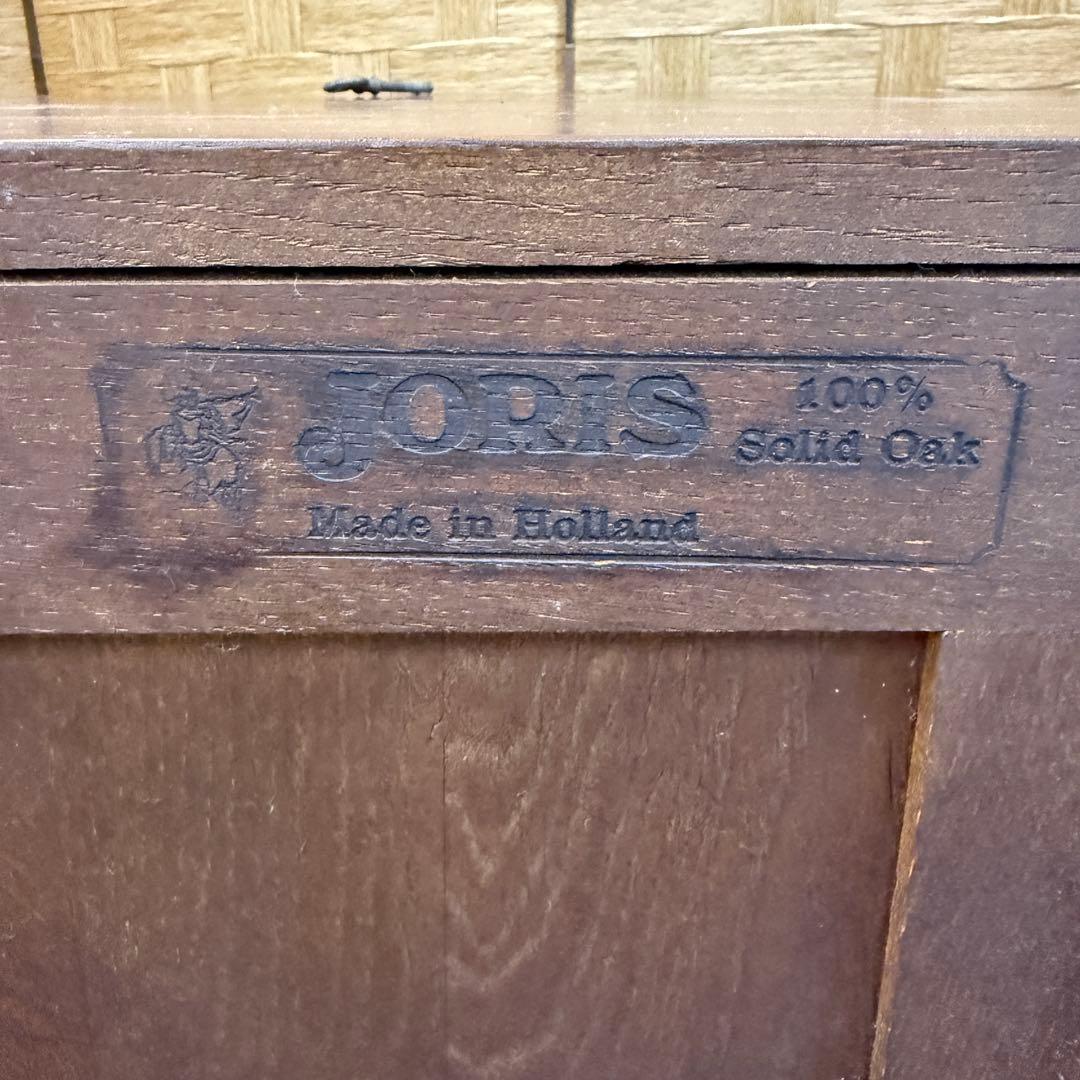 JORIS
100%
Solid Oak
Made in Holland